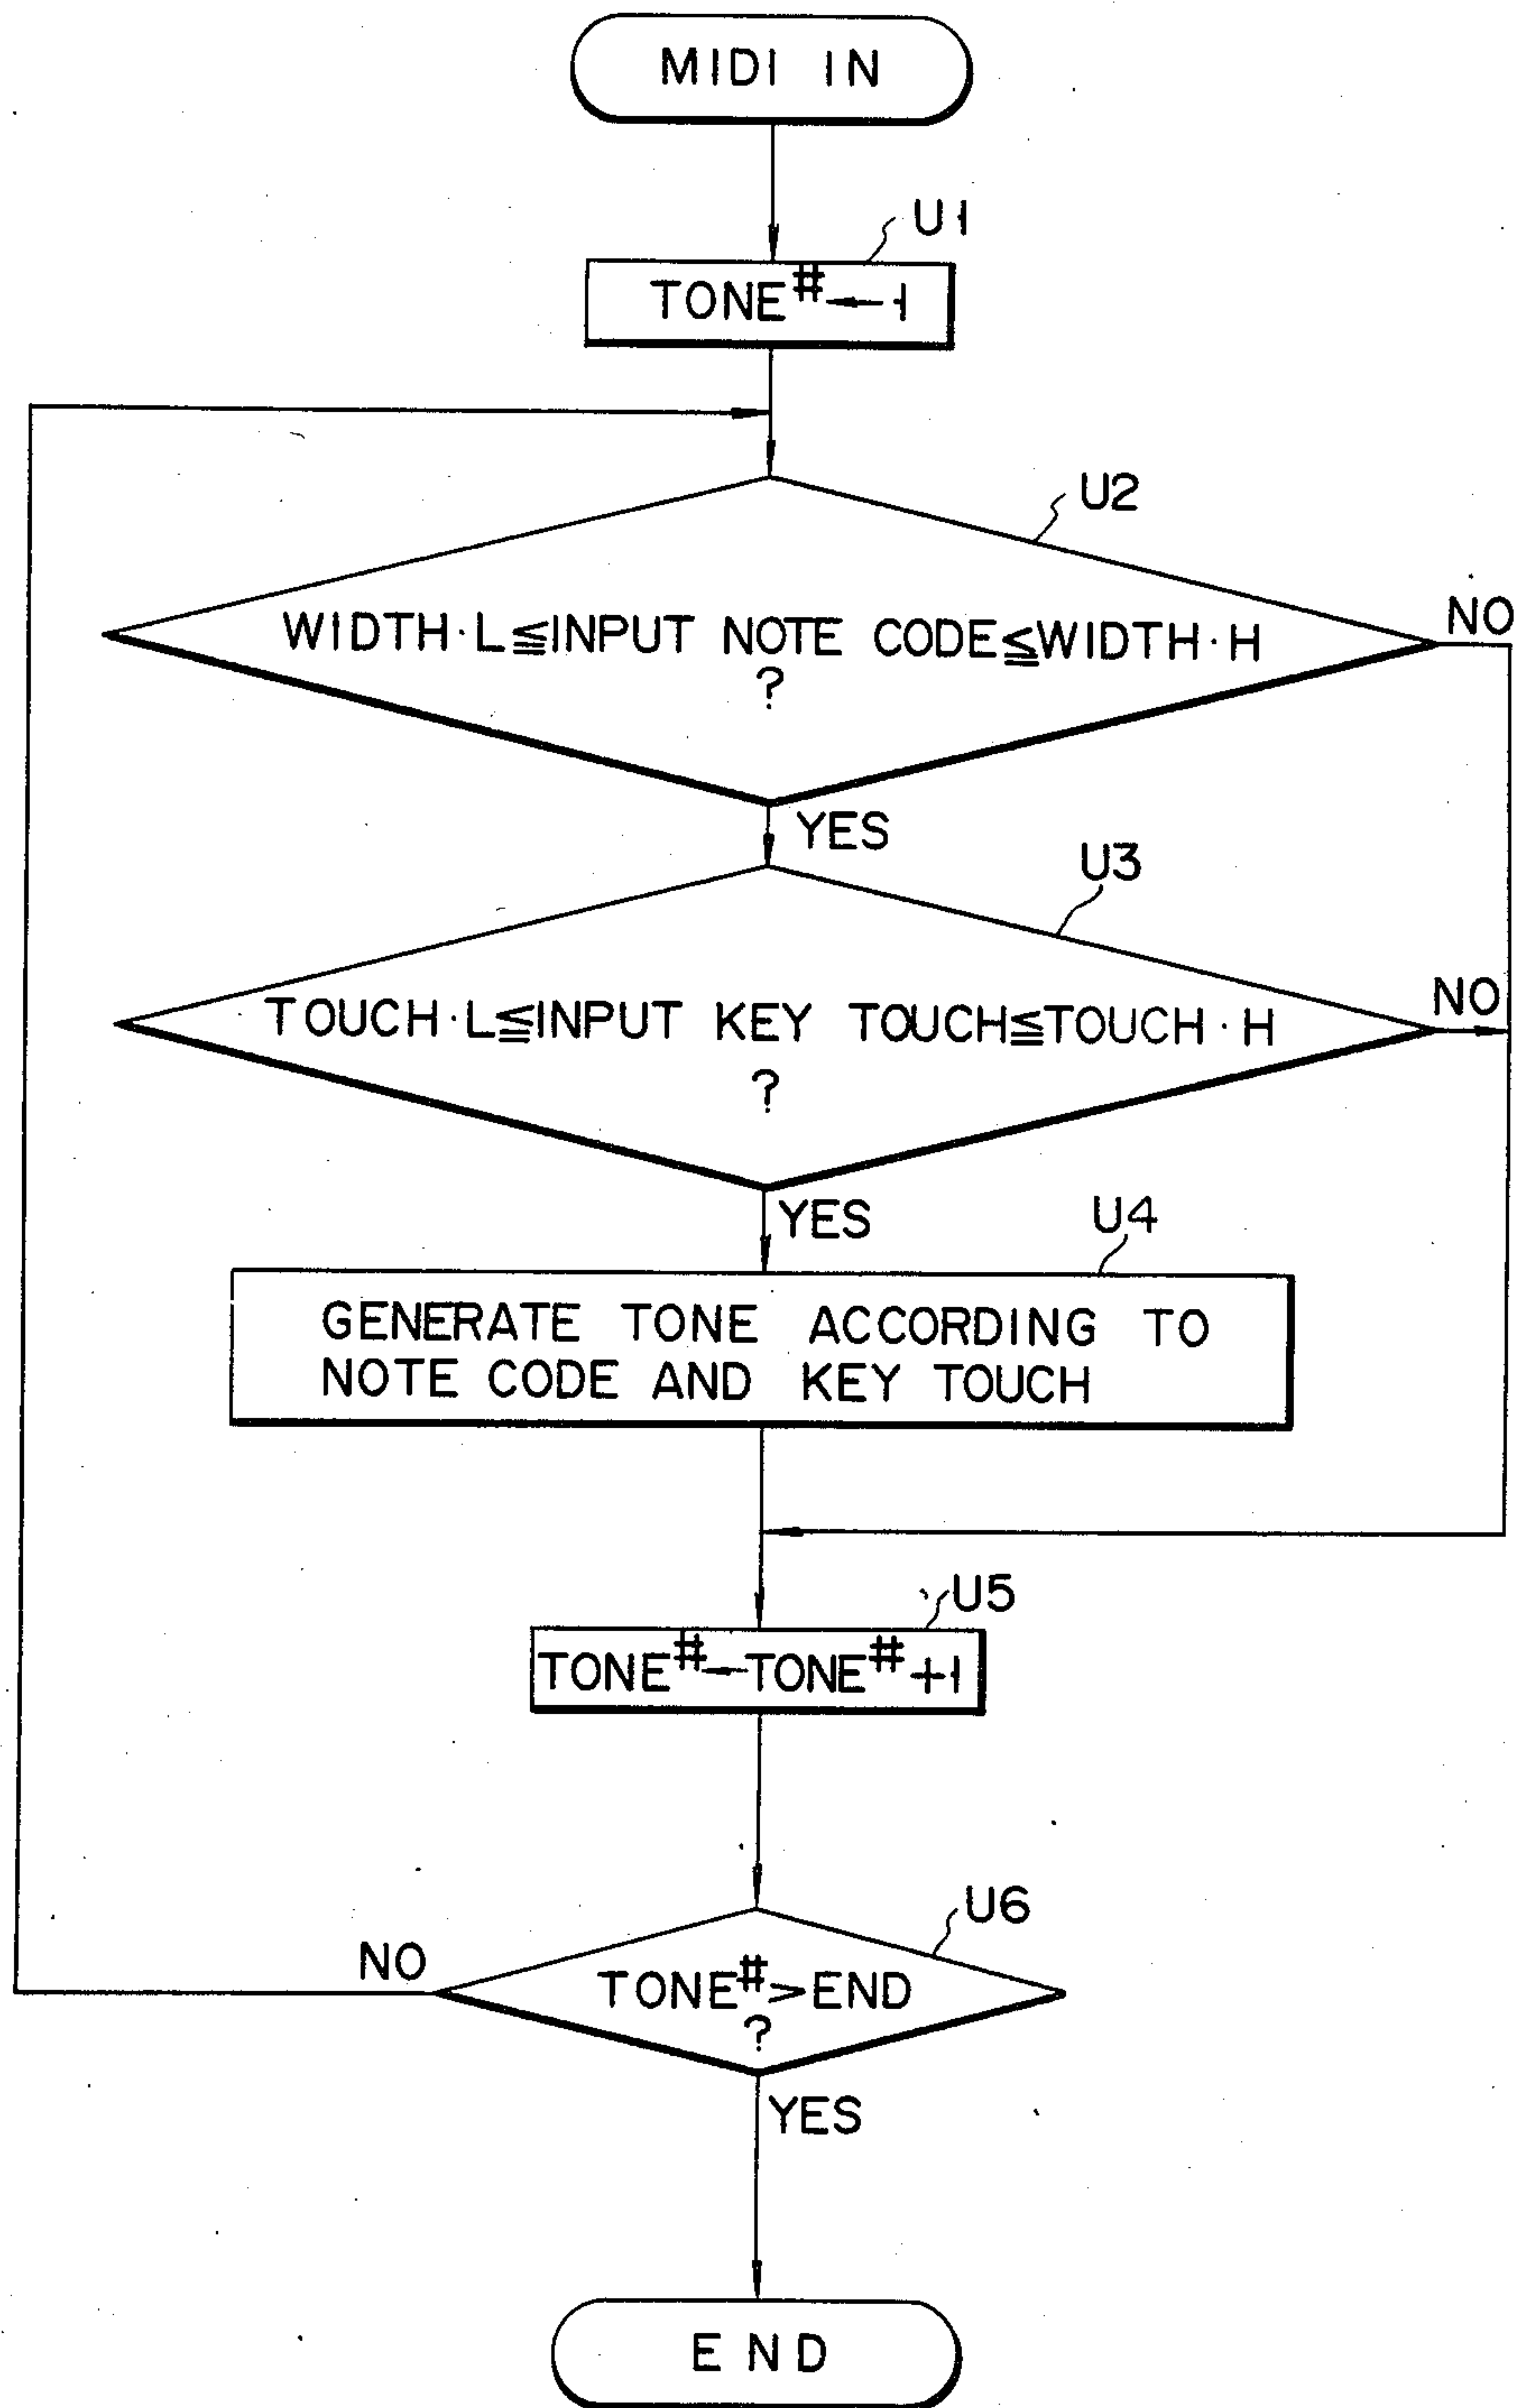 MIDI IN
U1
TONE#←1
U2
WIDTH·L≦INPUT NOTE CODE≦WIDTH·H
?
NO
YES
U3
TOUCH·L≦INPUT KEY TOUCH≦TOUCH·H
?
NO
YES
U4
GENERATE TONE ACCORDING TO
NOTE CODE AND KEY TOUCH
U5
TONE#←TONE#+1
U6
NO
TONE#>END
?
YES
END